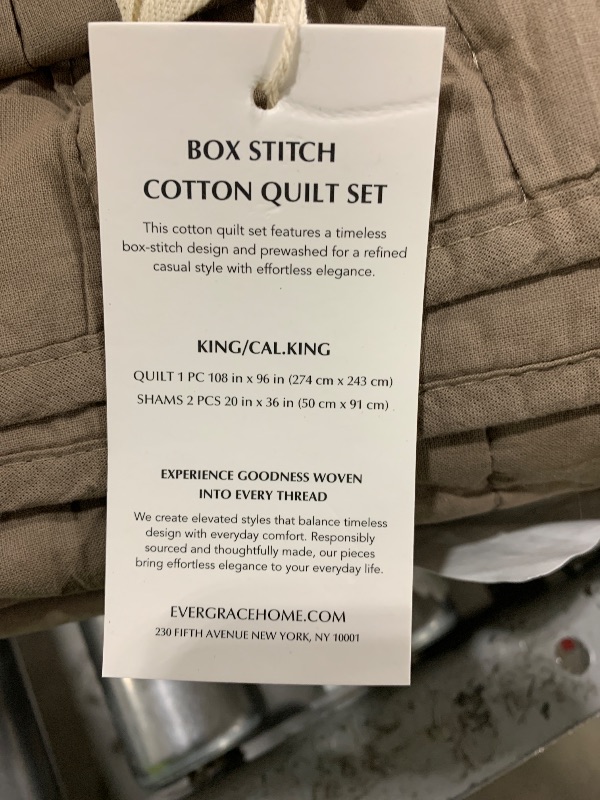 BOX STITCH
COTTON QUILT SET
This cotton quilt set features a timeless
box-stitch design and prewashed for a refined
casual style with effortless elegance.
KING/CAL.KING
QUILT 1 PC 108 in x 96 in (274 cm x 243 cm)
SHAMS 2 PCS 20 in x 36 in (50 cm x 91 cm)
EXPERIENCE GOODNESS WOVEN
INTO EVERY THREAD
We create elevated styles that balance timeless
design with everyday comfort. Responsibly
sourced and thoughtfully made, our pieces
bring effortless elegance to your everyday life.
EVERGRACEHOME.COM
230 FIFTH AVENUE NEW YORK, NY 10001